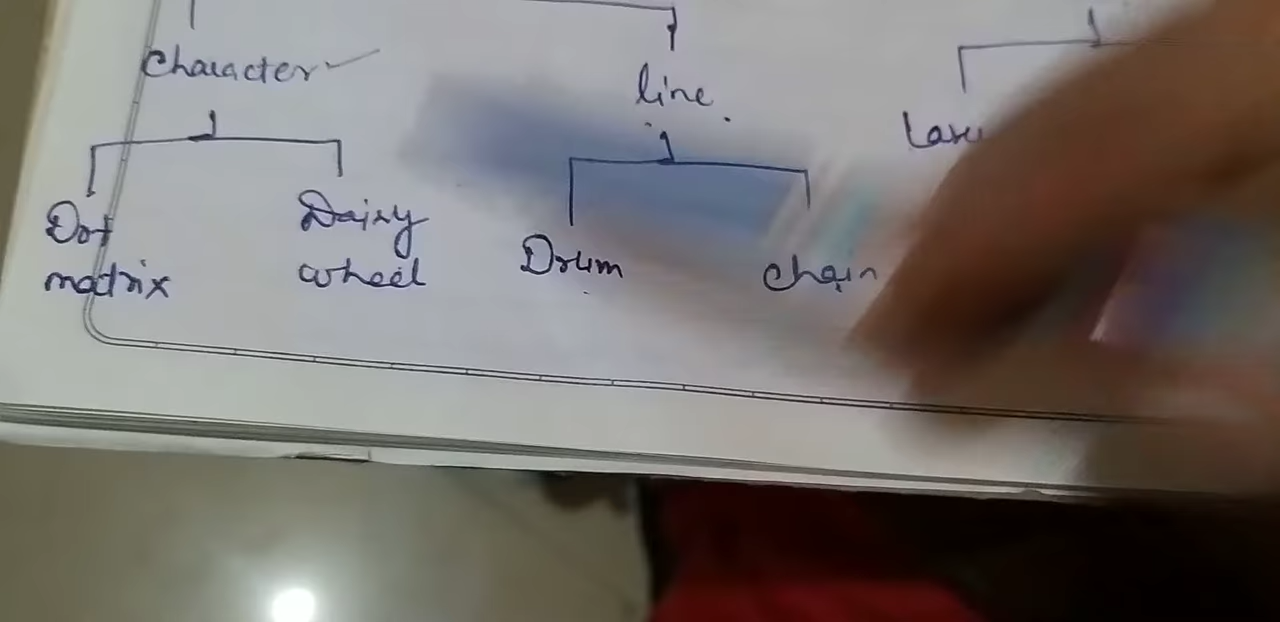 Character
line
Dot
matrix
Daisy
wheel
Drum
chain